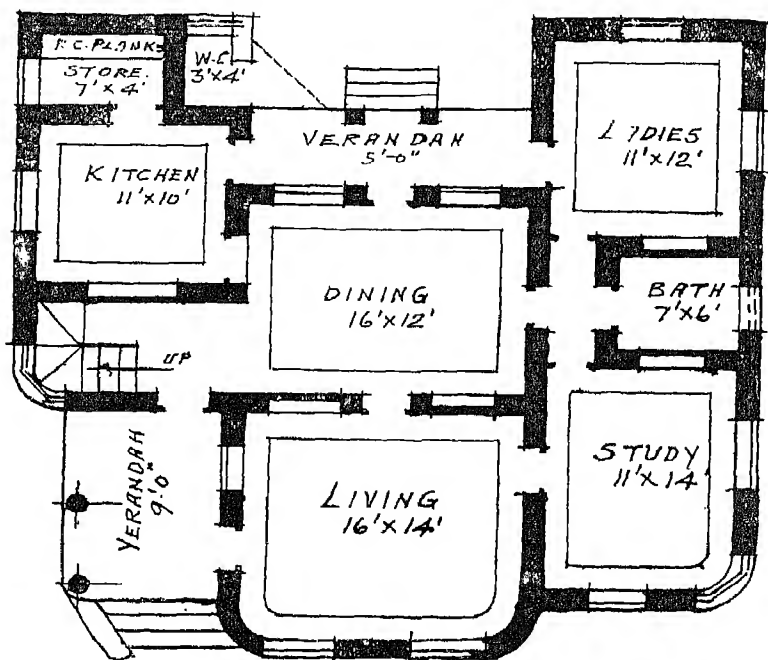 R.C. PLANKS
STORE.
7'X4'
W.C.
3'X4'
VERANDAH
5'-0"
LADIES
11'X12'
KITCHEN
11'X10'
DINING
16'X12'
BATH
7'X6'
UP
VERANDAH
9'.0"
LIVING
16'X14'
STUDY
11'X14'